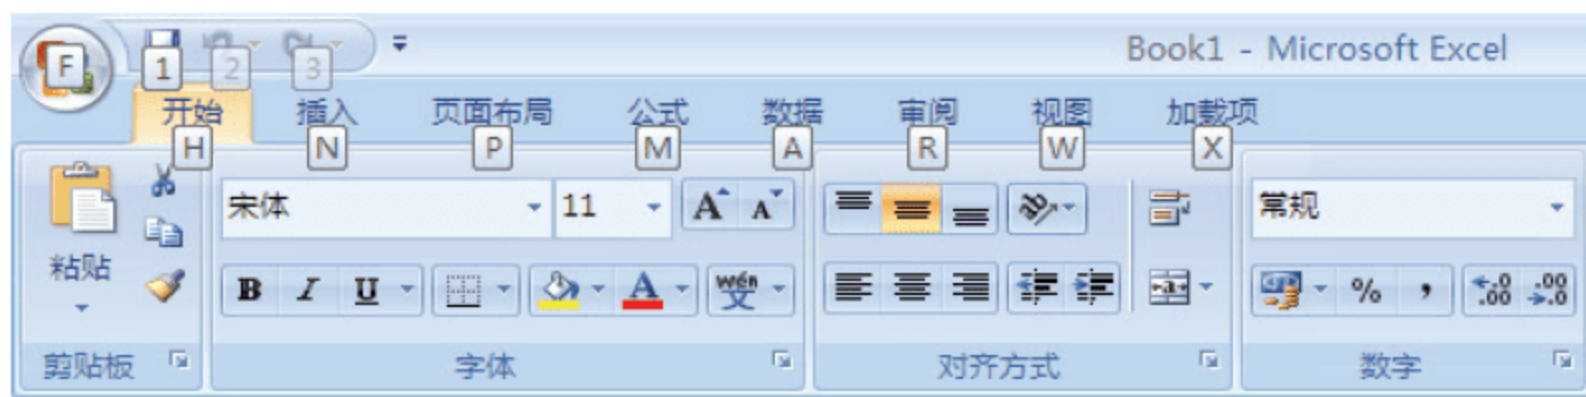 F 1 2 3 Book1 - Microsoft Excel
开始 插入 页面布局 公式 数据 审阅 视图 加载项
H N P M A R W X
宋体 11 A A 常规
粘贴
B I U A wén 文 a % , .0 .00 .00 .0
剪贴板 字体 对齐方式 数字